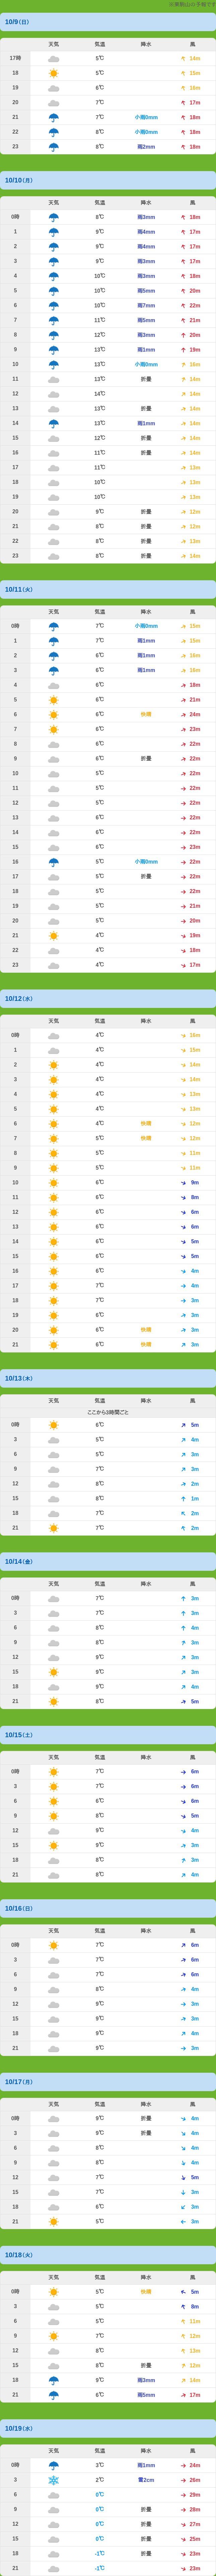 ※東駒山の予報です
10/9(日)
天気 気温 降水 風
17時 5℃ 14m
18 5℃ 15m
19 6℃ 16m
20 7℃ 17m
21 7℃ 小雨0mm 18m
22 8℃ 小雨0mm 18m
23 8℃ 雨2mm 18m
10/10(月)
天気 気温 降水 風
0時 8℃ 雨3mm 18m
1 9℃ 雨4mm 17m
2 9℃ 雨4mm 17m
3 9℃ 雨3mm 17m
4 10℃ 雨3mm 18m
5 10℃ 雨5mm 20m
6 10℃ 雨7mm 22m
7 11℃ 雨5mm 21m
8 12℃ 雨3mm 20m
9 13℃ 雨1mm 19m
10 13℃ 小雨0mm 16m
11 13℃ 折畳 14m
12 14℃ 14m
13 13℃ 折畳 14m
14 13℃ 雨1mm 14m
15 12℃ 折畳 14m
16 11℃ 折畳 14m
17 11℃ 13m
18 10℃ 13m
19 10℃ 13m
20 9℃ 折畳 12m
21 8℃ 折畳 12m
22 8℃ 折畳 13m
23 8℃ 折畳 14m
10/11(火)
天気 気温 降水 風
0時 7℃ 小雨0mm 15m
1 7℃ 雨1mm 15m
2 6℃ 雨1mm 16m
3 6℃ 雨1mm 16m
4 6℃ 18m
5 6℃ 21m
6 6℃ 快晴 24m
7 6℃ 23m
8 6℃ 22m
9 6℃ 折畳 22m
10 5℃ 22m
11 5℃ 22m
12 5℃ 22m
13 6℃ 22m
14 6℃ 22m
15 6℃ 23m
16 5℃ 小雨0mm 22m
17 5℃ 折畳 22m
18 5℃ 22m
19 5℃ 21m
20 5℃ 20m
21 4℃ 19m
22 4℃ 18m
23 4℃ 17m
10/12(水)
天気 気温 降水 風
0時 4℃ 16m
1 4℃ 15m
2 4℃ 14m
3 4℃ 14m
4 4℃ 13m
5 4℃ 13m
6 4℃ 快晴 12m
7 5℃ 快晴 12m
8 5℃ 11m
9 5℃ 11m
10 6℃ 9m
11 6℃ 8m
12 6℃ 6m
13 6℃ 6m
14 6℃ 5m
15 6℃ 5m
16 6℃ 4m
17 7℃ 4m
18 7℃ 3m
19 6℃ 3m
20 6℃ 快晴 3m
21 6℃ 快晴 3m
10/13(木)
天気 気温 降水 風
ここから3時間ごと
0時 6℃ 5m
3 5℃ 4m
6 5℃ 3m
9 7℃ 3m
12 8℃ 2m
15 8℃ 1m
18 7℃ 2m
21 7℃ 2m
10/14(金)
天気 気温 降水 風
0時 7℃ 3m
3 7℃ 3m
6 8℃ 4m
9 8℃ 3m
12 9℃ 3m
15 9℃ 3m
18 9℃ 4m
21 8℃ 5m
10/15(土)
天気 気温 降水 風
0時 7℃ 6m
3 7℃ 6m
6 6℃ 6m
9 8℃ 5m
12 9℃ 4m
15 9℃ 3m
18 8℃ 3m
21 8℃ 4m
10/16(日)
天気 気温 降水 風
0時 7℃ 6m
3 7℃ 6m
6 7℃ 6m
9 8℃ 4m
12 9℃ 3m
15 9℃ 3m
18 9℃ 4m
21 9℃ 3m
10/17(月)
天気 気温 降水 風
0時 9℃ 折畳 4m
3 9℃ 折畳 4m
6 8℃ 4m
9 8℃ 4m
12 7℃ 5m
15 7℃ 3m
18 6℃ 3m
21 5℃ 3m
10/18(火)
天気 気温 降水 風
0時 5℃ 快晴 5m
3 5℃ 8m
6 5℃ 11m
9 7℃ 12m
12 8℃ 13m
15 8℃ 折畳 12m
18 9℃ 雨3mm 14m
21 6℃ 雨5mm 17m
10/19(水)
天気 気温 降水 風
0時 3℃ 雨1mm 24m
3 2℃ 雪2cm 26m
6 0℃ 29m
9 0℃ 折畳 28m
12 0℃ 折畳 27m
15 0℃ 折畳 25m
18 -1℃ 折畳 23m
21 -1℃ 23m